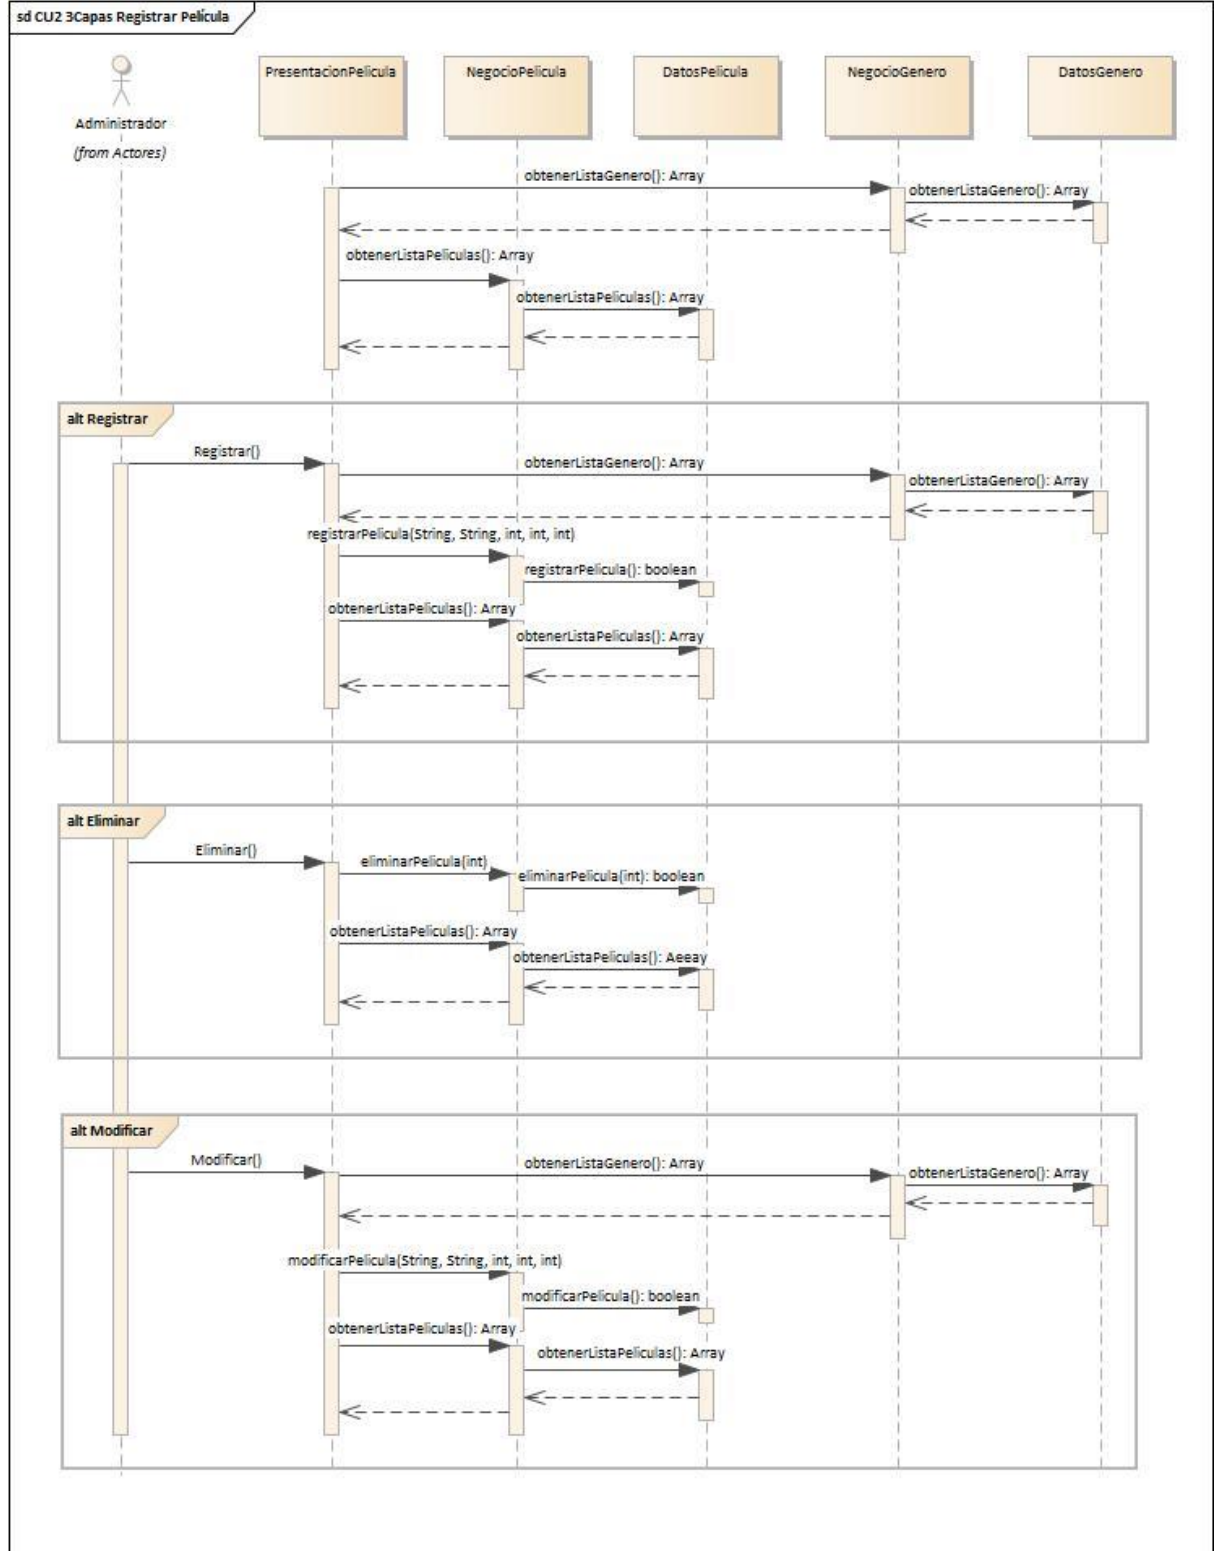 sd CU2 3Capas Registrar Película
PresentacionPelicula
NegocioPelicula
DatosPelicula
NegocioGenero
DatosGenero
Administrador
(from Actores)
obtenerListaGenero(): Array
obtenerListaGenero(): Array
obtenerListaPeliculas(): Array
obtenerListaPeliculas(): Array
alt Registrar
Registrar()
obtenerListaGenero(): Array
obtenerListaGenero(): Array
registrarPelicula(String, String, int, int, int)
registrarPelicula(): boolean
obtenerListaPeliculas(): Array
obtenerListaPeliculas(): Array
alt Eliminar
Eliminar()
eliminarPelicula(int)
eliminarPelicula(int): boolean
obtenerListaPeliculas(): Array
obtenerListaPeliculas(): Aeeay
alt Modificar
Modificar()
obtenerListaGenero(): Array
obtenerListaGenero(): Array
modificarPelicula(String, String, int, int, int)
modificarPelicula(): boolean
obtenerListaPeliculas(): Array
obtenerListaPeliculas(): Array